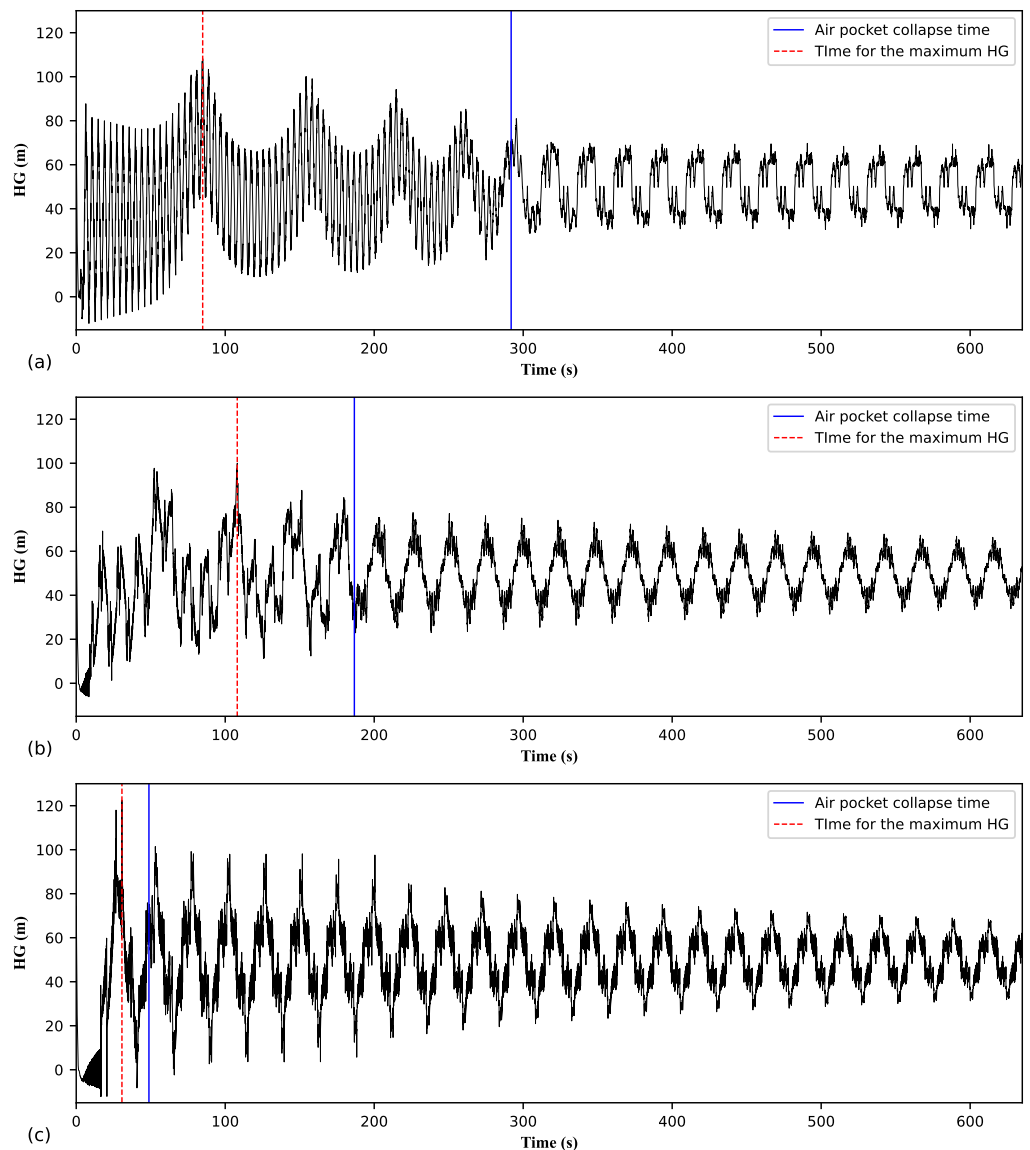 120
100
80
60
40
20
0
HG (m)
Air pocket collapse time
TIme for the maximum HG
0 100 200 300 400 500 600
Time (s)
(a)
120
100
80
60
40
20
0
HG (m)
Air pocket collapse time
TIme for the maximum HG
0 100 200 300 400 500 600
Time (s)
(b)
120
100
80
60
40
20
0
HG (m)
Air pocket collapse time
TIme for the maximum HG
0 100 200 300 400 500 600
Time (s)
(c)